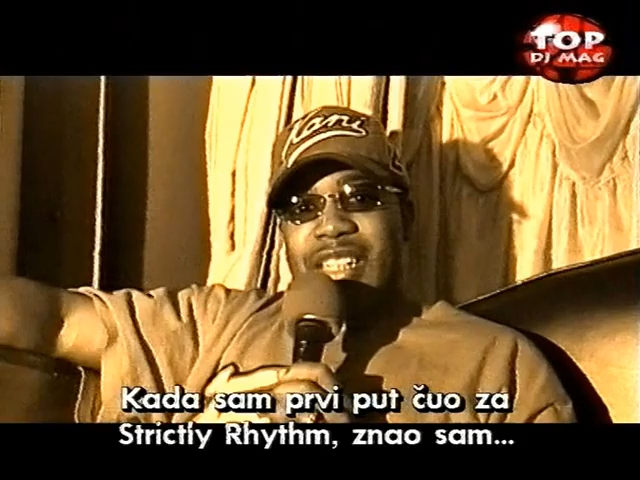 TOP
DJ MAG
Kani
Kada sam prvi put čuo za
Strictly Rhythm, znao sam...